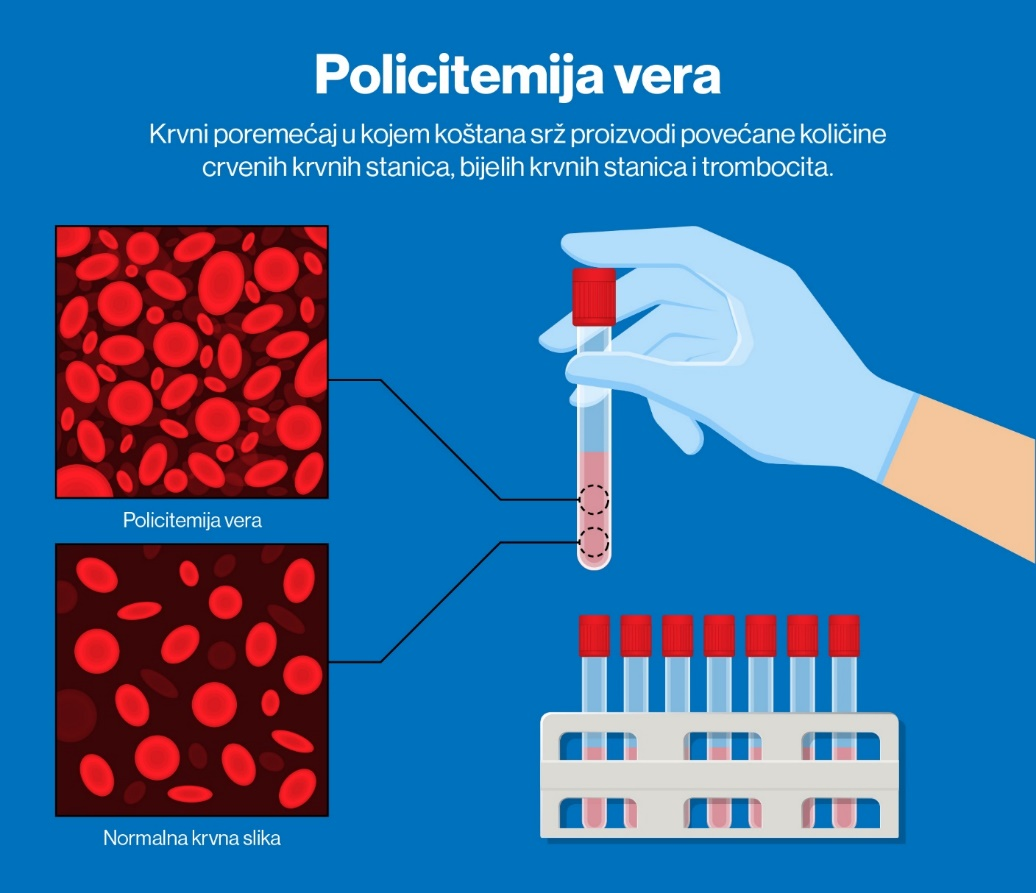 Policitemija vera
Krvni poremećaj u kojem koštana srž proizvodi povećane količine
crvenih krvnih stanica, bijelih krvnih stanica i trombocita.
Policitemija vera
Normalna krvna slika